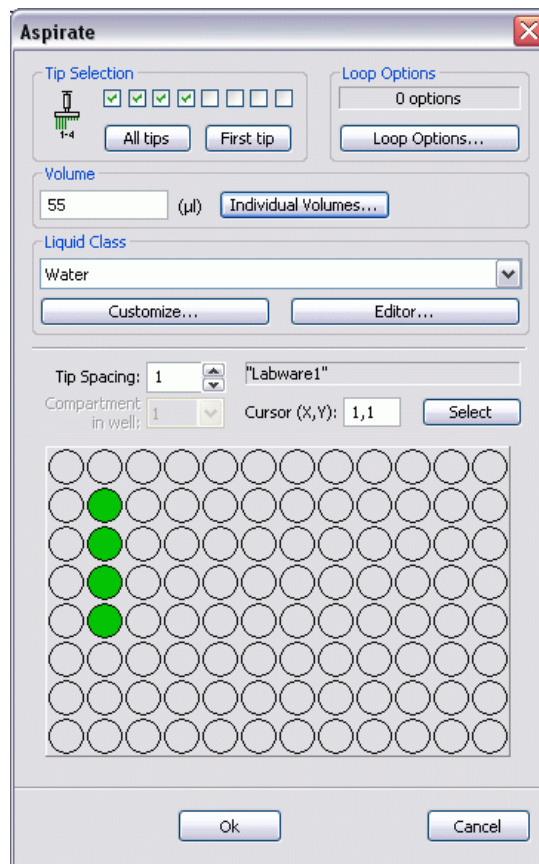 Aspirate
Tip Selection
1-4
All tips
First tip
Loop Options
0 options
Loop Options...
Volume
55
(µl)
Individual Volumes...
Liquid Class
Water
Customize...
Editor...
Tip Spacing:
1
"Labware1"
Compartment
in well:
1
Cursor (X,Y):
1,1
Select
Ok
Cancel